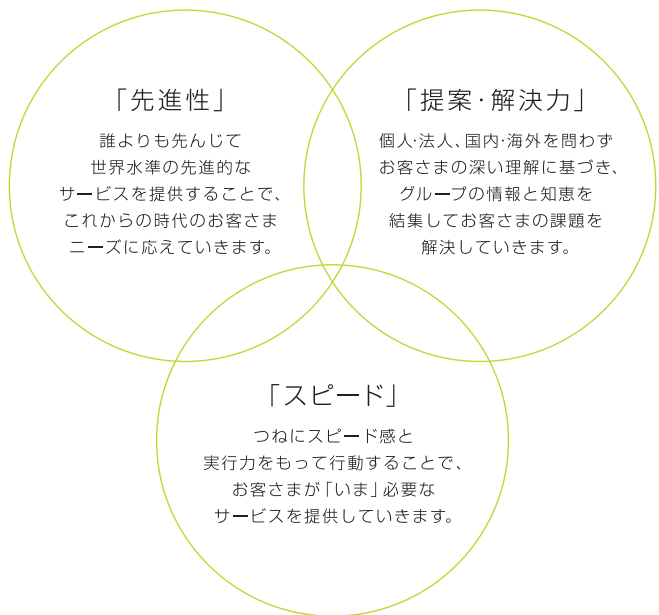 「先進性」
誰よりも先んじて
世界水準の先進的な
サービスを提供することで、
これからの時代のお客さま
ニーズに応えていきます。
「提案・解決力」
個人・法人、国内・海外を問わず
お客さまの深い理解に基づき、
グループの情報と知恵を
結集してお客さまの課題を
解決していきます。
「スピード」
つねにスピード感と
実行力をもって行動することで、
お客さまが「いま」必要な
サービスを提供していきます。